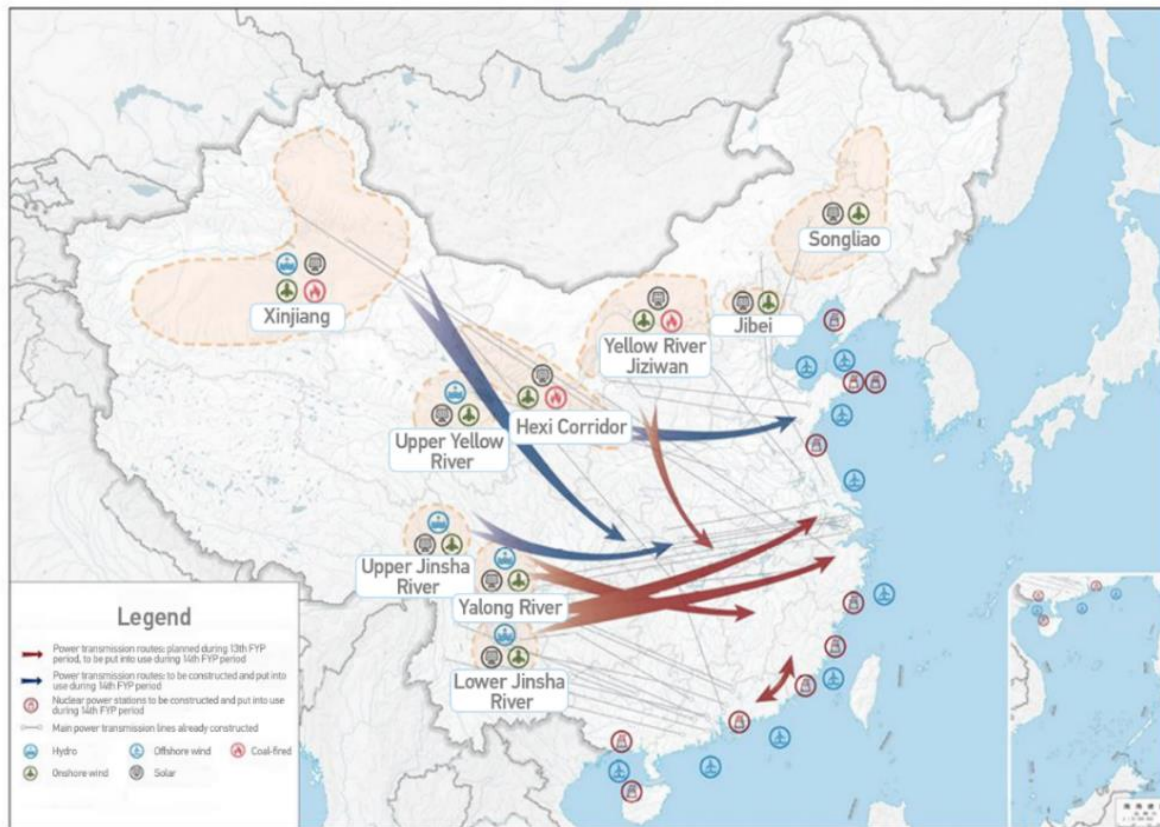 Songliao
Xinjiang
Jibei
Yellow River
Jiziwan
Hexi Corridor
Upper Yellow
River
Upper Jinsha
River
Yalong River
Lower Jinsha
River
Legend
Power transmission routes: planned during 13th FYP
period, to be put into use during 14th FYP period
Power transmission routes: to be constructed and put into
use during 14th FYP period
Nuclear power stations to be constructed and put into use
during 14th FYP period
Main power transmission lines already constructed
Hydro
Offshore wind
Coal-fired
Onshore wind
Solar